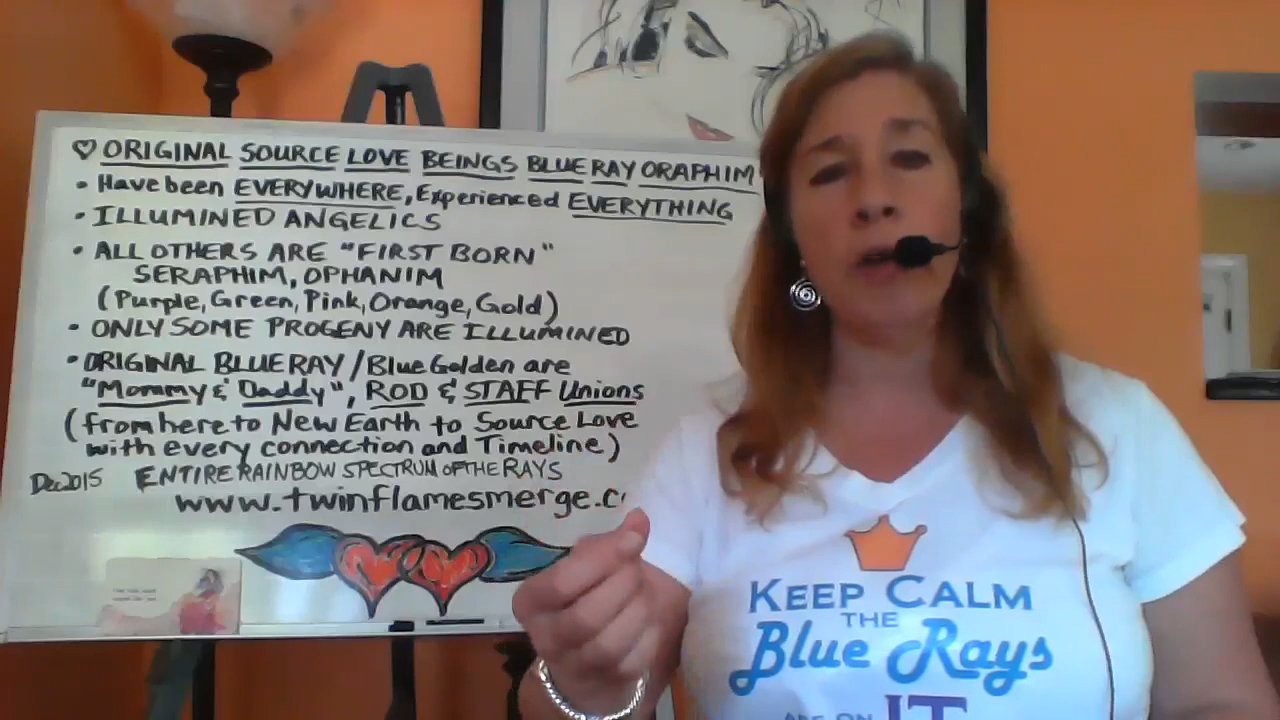 ♡ ORIGINAL SOURCE LOVE BEINGS BLUE RAY ORAPHIM
• Have been EVERYWHERE, Experienced EVERYTHING
• ILLUMINED ANGELICS
• ALL OTHERS ARE "FIRST BORN"
SERAPHIM, OPHANIM
(Purple, Green, Pink, Orange, Gold)
• ONLY SOME PROGENY ARE ILLUMINED
• ORIGINAL BLUE RAY / Blue Golden are
"Mommy & Daddy", ROD & STAFF Unions
(from here to New Earth to Source Love
with every connection and Timeline)
Dec 2015 ENTIRE RAINBOW SPECTRUM OF THE RAYS
www.twinflamesmerge.c
KEEP CALM
THE
Blue Rays
ARE ON IT